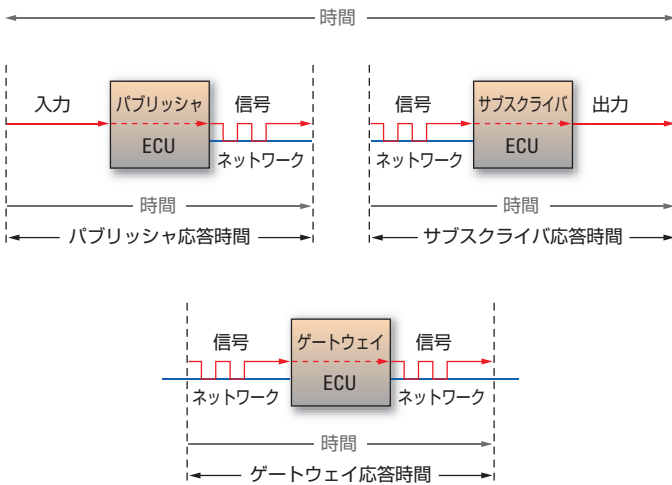 時間
入力
パブリッシャ
ECU
信号
ネットワーク
時間
パブリッシャ応答時間
信号
ネットワーク
サブスクライバ
ECU
出力
時間
サブスクライバ応答時間
信号
ネットワーク
ゲートウェイ
ECU
信号
ネットワーク
時間
ゲートウェイ応答時間